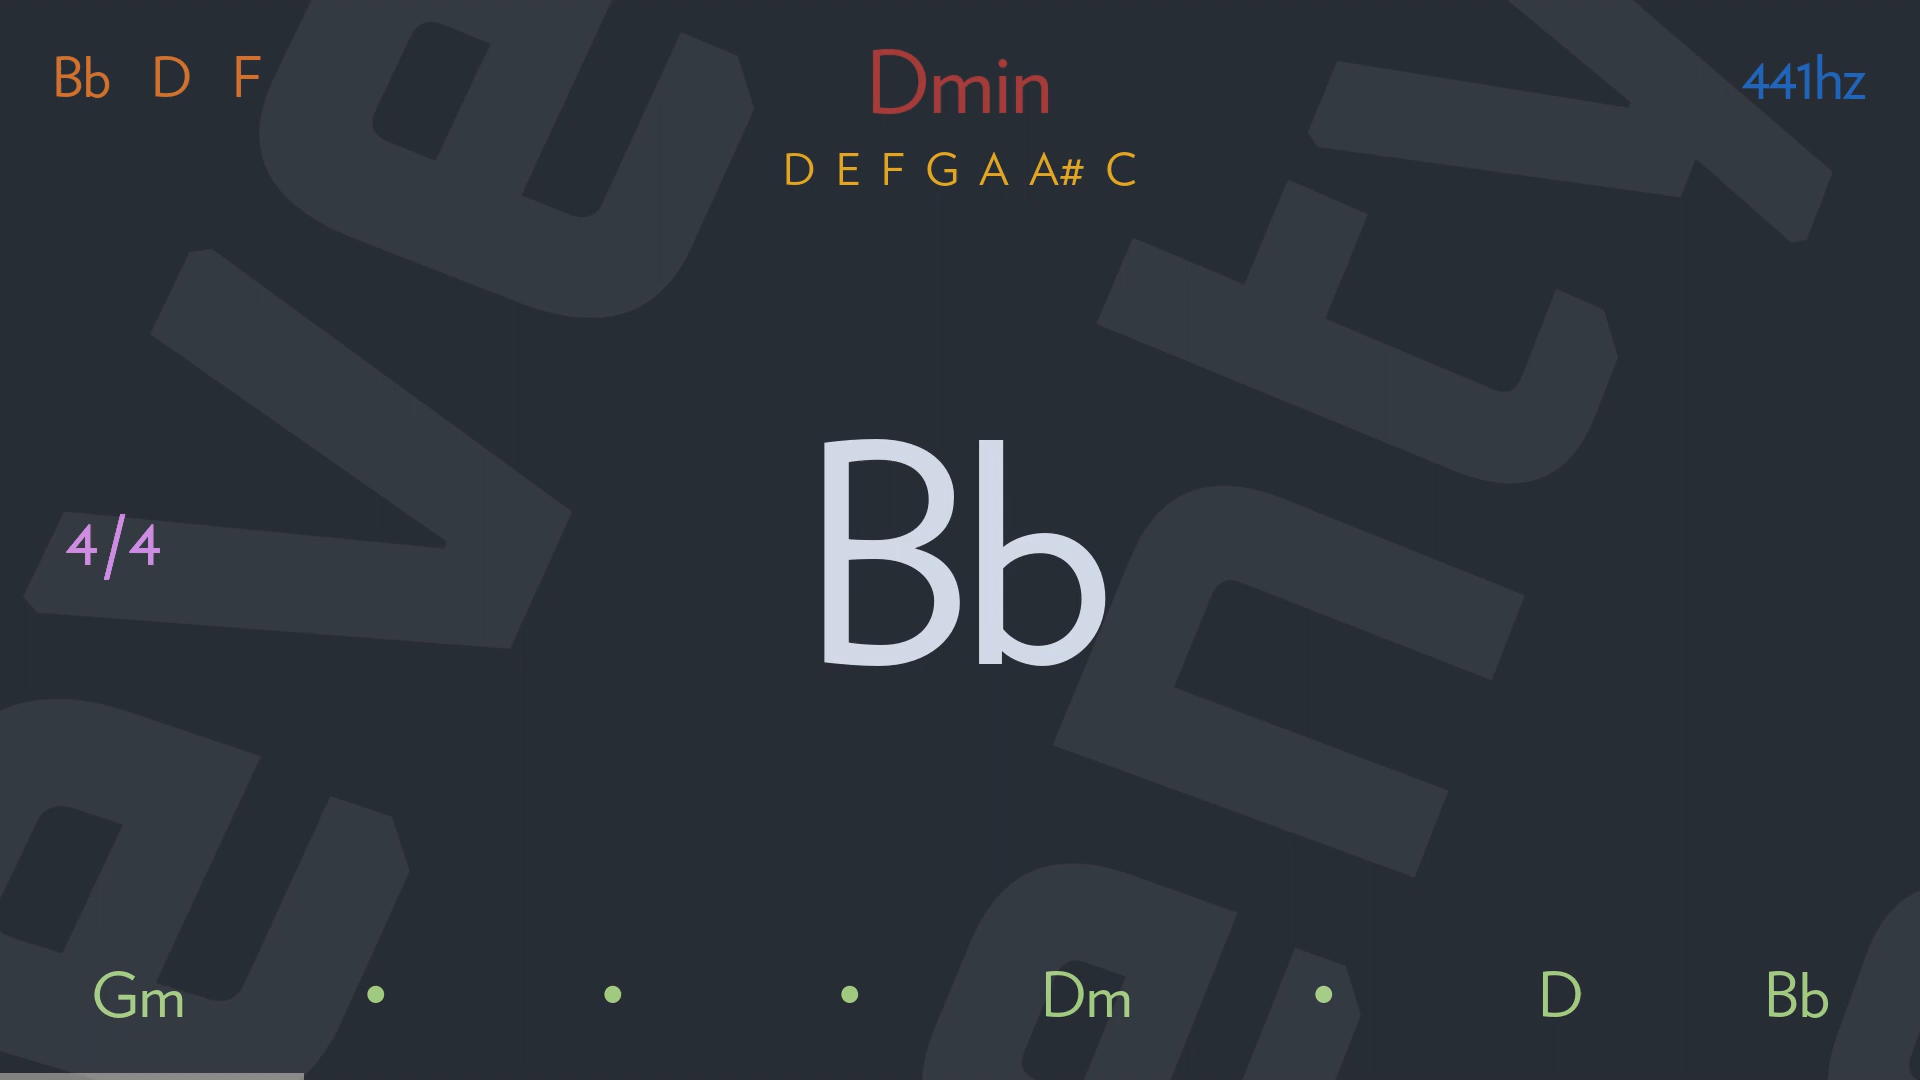 Bb D F
Dmin
441hz
D E F G A A# C
Bb
4/4
Gm • • • Dm • D Bb